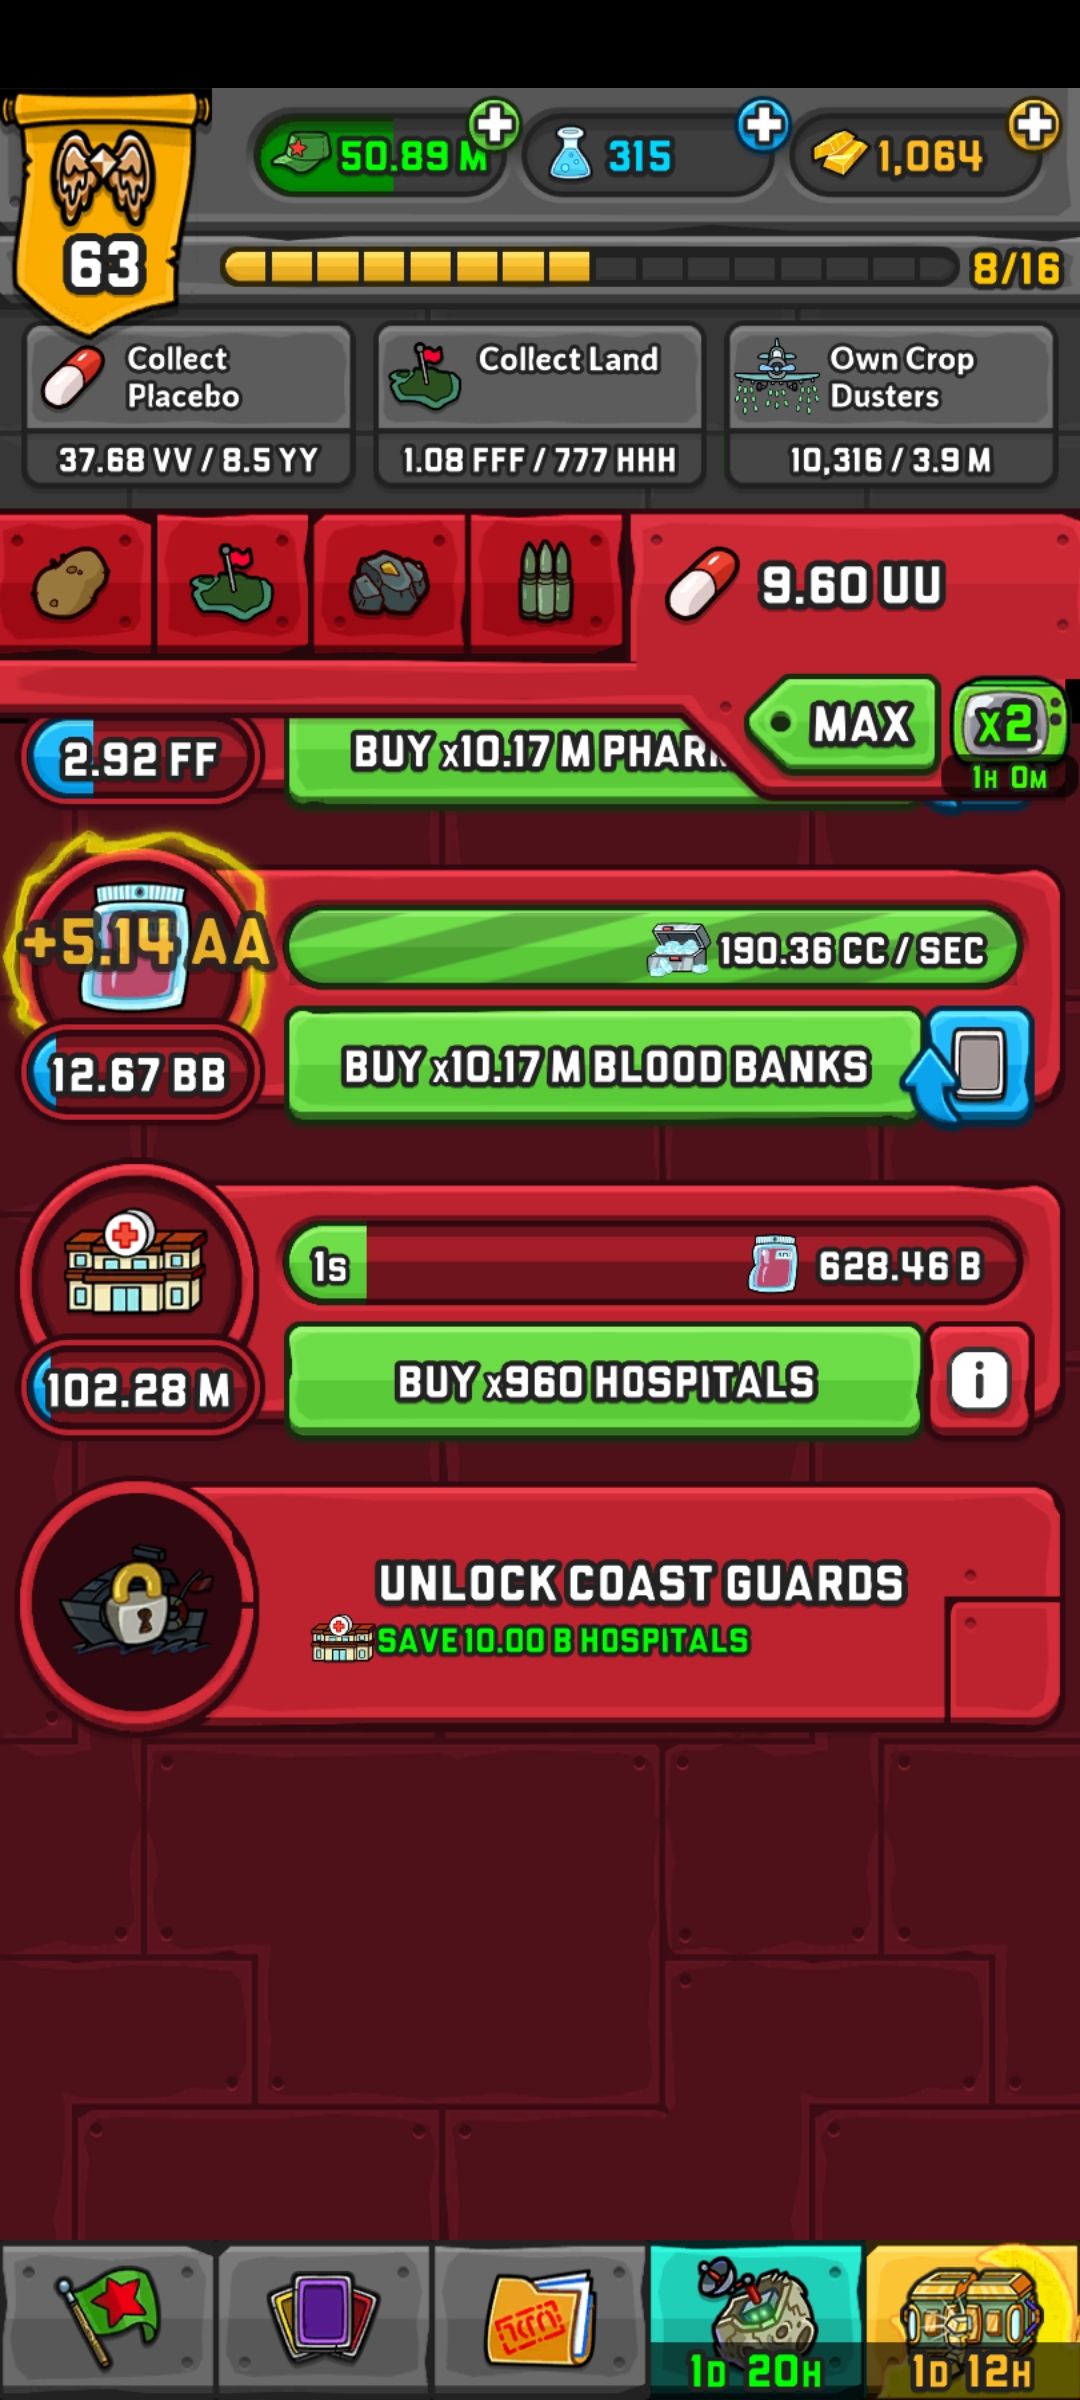 50.89 M
315
1,064
63
8/16
Collect
Placebo
37.68 VV / 8.5 YY
Collect Land
1.08 FFF / 777 HHH
Own Crop
Dusters
10,316 / 3.9 M
9.60 UU
MAX
x2
1H 0M
2.92 FF
BUY x10.17 M
+5.14 AA
190.36 CC / SEC
12.67 BB
BUY x10.17 M BLOOD BANKS
1s
628.46 B
102.28 M
BUY x960 HOSPITALS
i
UNLOCK COAST GUARDS
SAVE 10.00 B HOSPITALS
1D 20H
1D 12H